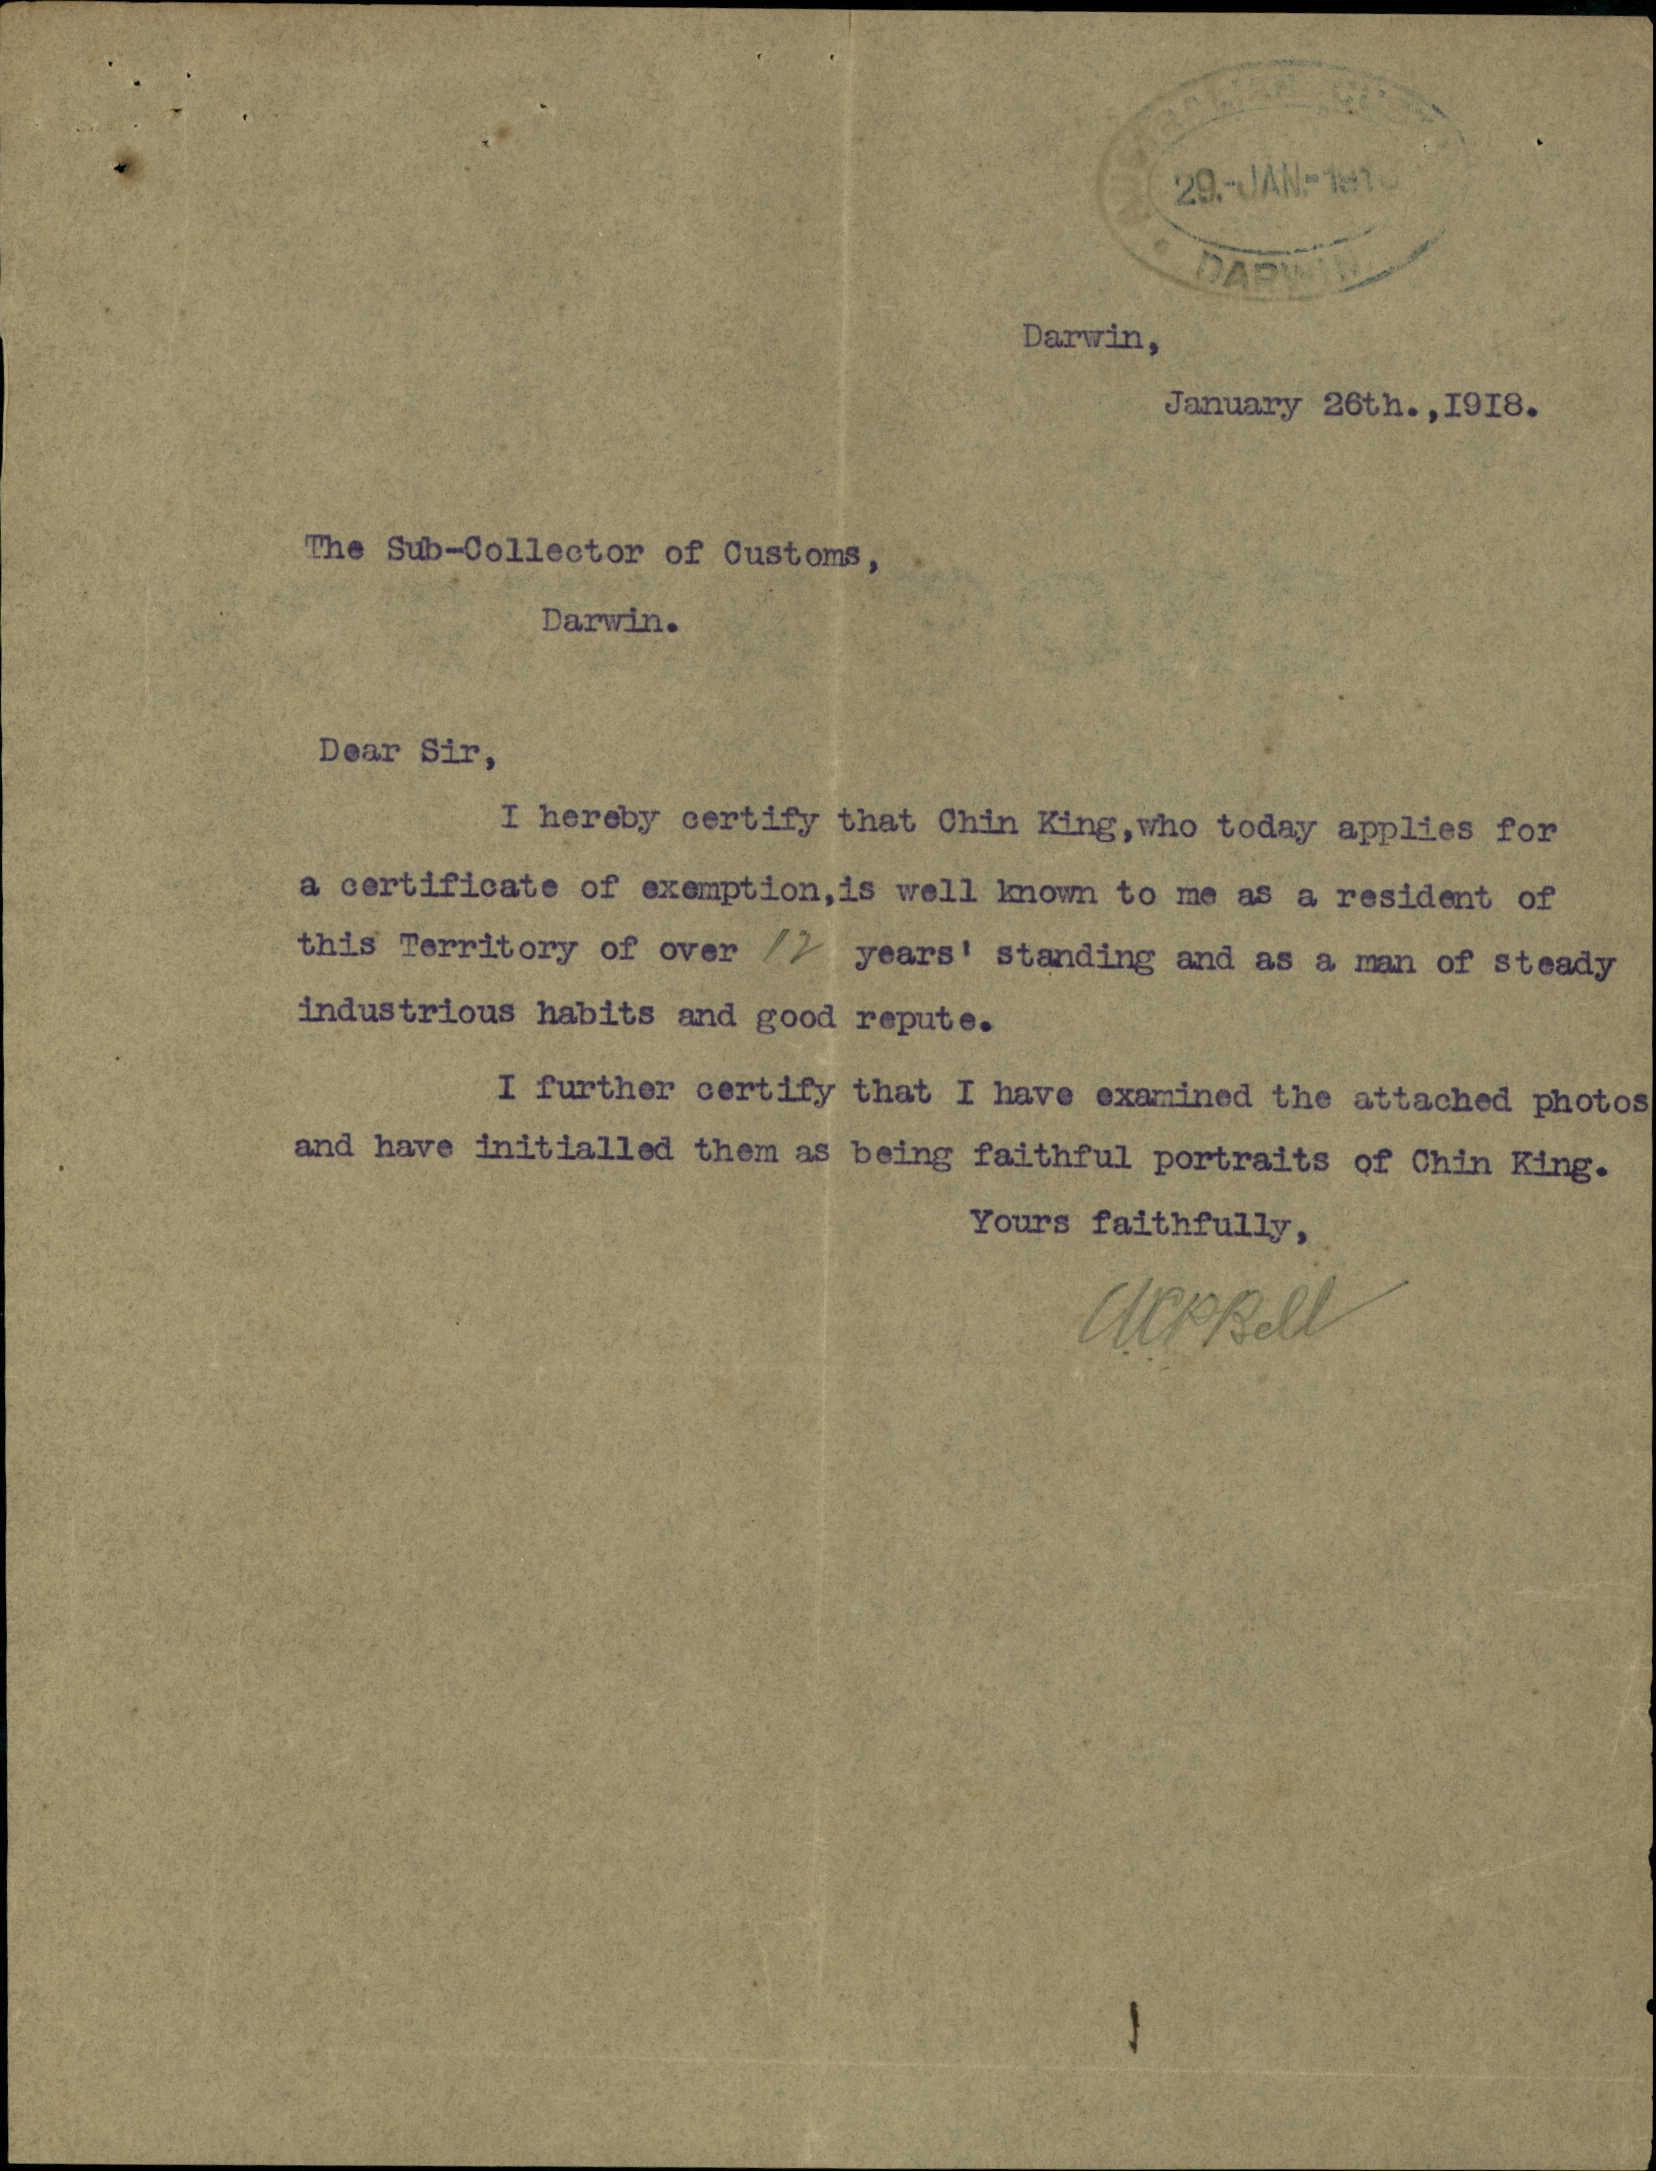 29.-JAN.-191
DARWIN
Darwin,
January 26th.,I9I8.
The Sub-Collector of Customs,
Darwin.
Dear Sir,
I hereby certify that Chin King,who today applies for
a certificate of exemption,is well known to me as a resident of
this Territory of over 12 years' standing and as a man of steady
industrious habits and good repute.
I further certify that I have examined the attached photos
and have initialled them as being faithful portraits of Chin King.
Yours faithfully,
Bell